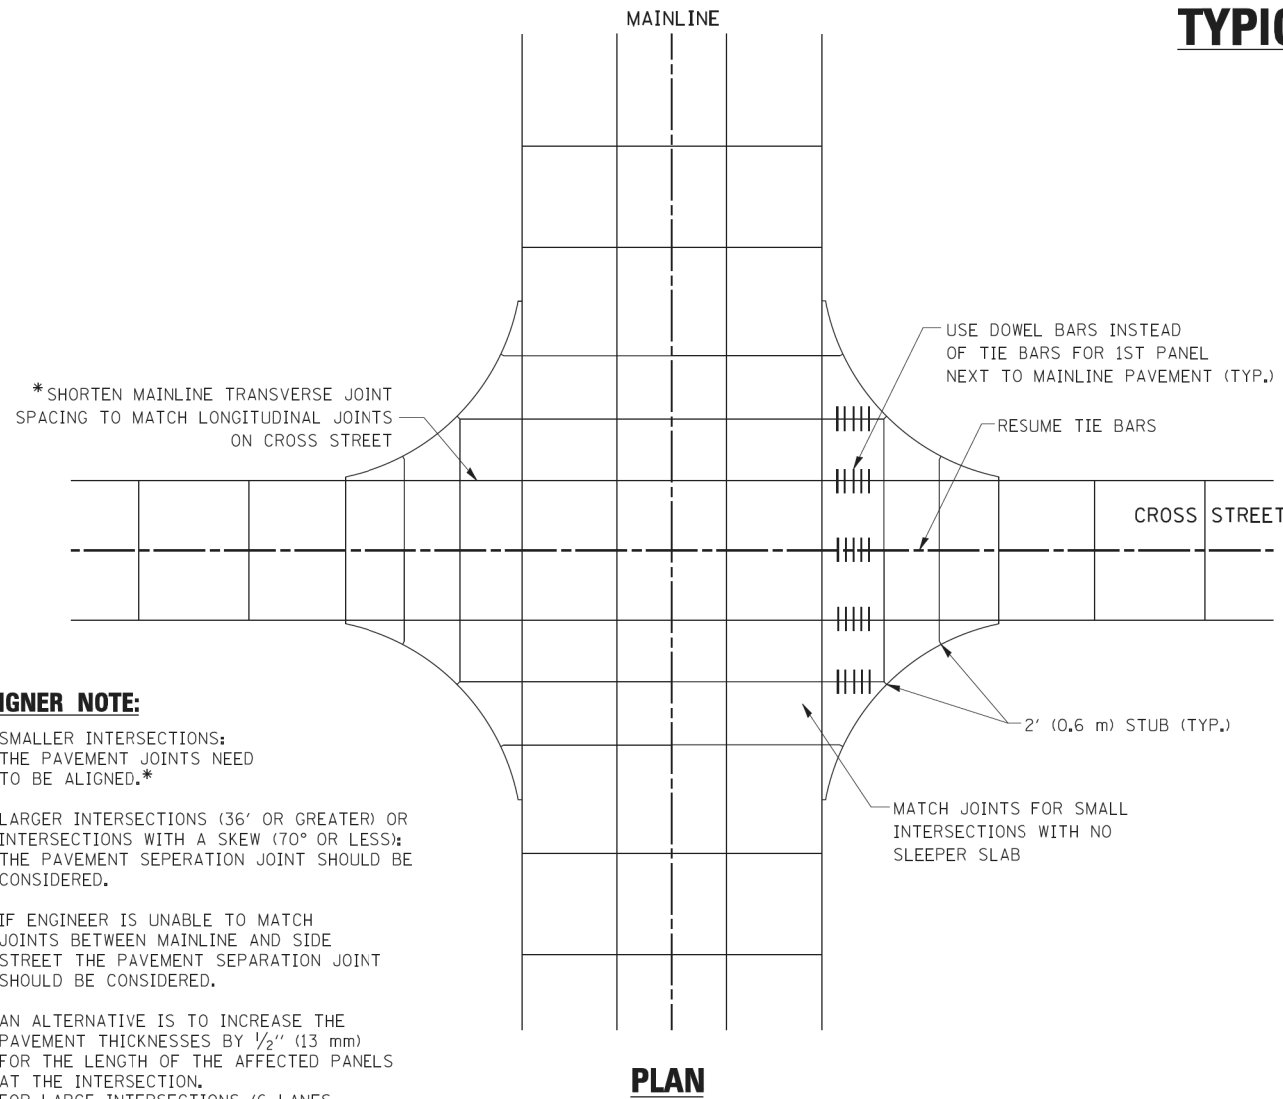 MAINLINE
TYPIC
USE DOWEL BARS INSTEAD
OF TIE BARS FOR 1ST PANEL
NEXT TO MAINLINE PAVEMENT (TYP.)
*SHORTEN MAINLINE TRANSVERSE JOINT
SPACING TO MATCH LONGITUDINAL JOINTS
ON CROSS STREET
RESUME TIE BARS
CROSS STREET
IGNER NOTE:
SMALLER INTERSECTIONS:
THE PAVEMENT JOINTS NEED
TO BE ALIGNED.*
2' (0.6 m) STUB (TYP.)
MATCH JOINTS FOR SMALL
INTERSECTIONS WITH NO
SLEEPER SLAB
LARGER INTERSECTIONS (36' OR GREATER) OR
INTERSECTIONS WITH A SKEW (70° OR LESS):
THE PAVEMENT SEPERATION JOINT SHOULD BE
CONSIDERED.
IF ENGINEER IS UNABLE TO MATCH
JOINTS BETWEEN MAINLINE AND SIDE
STREET THE PAVEMENT SEPARATION JOINT
SHOULD BE CONSIDERED.
AN ALTERNATIVE IS TO INCREASE THE
PAVEMENT THICKNESSES BY 1/2" (13 mm)
FOR THE LENGTH OF THE AFFECTED PANELS
AT THE INTERSECTION.
FOR LARGE INTERSECTIONS (6 LANES
PLAN